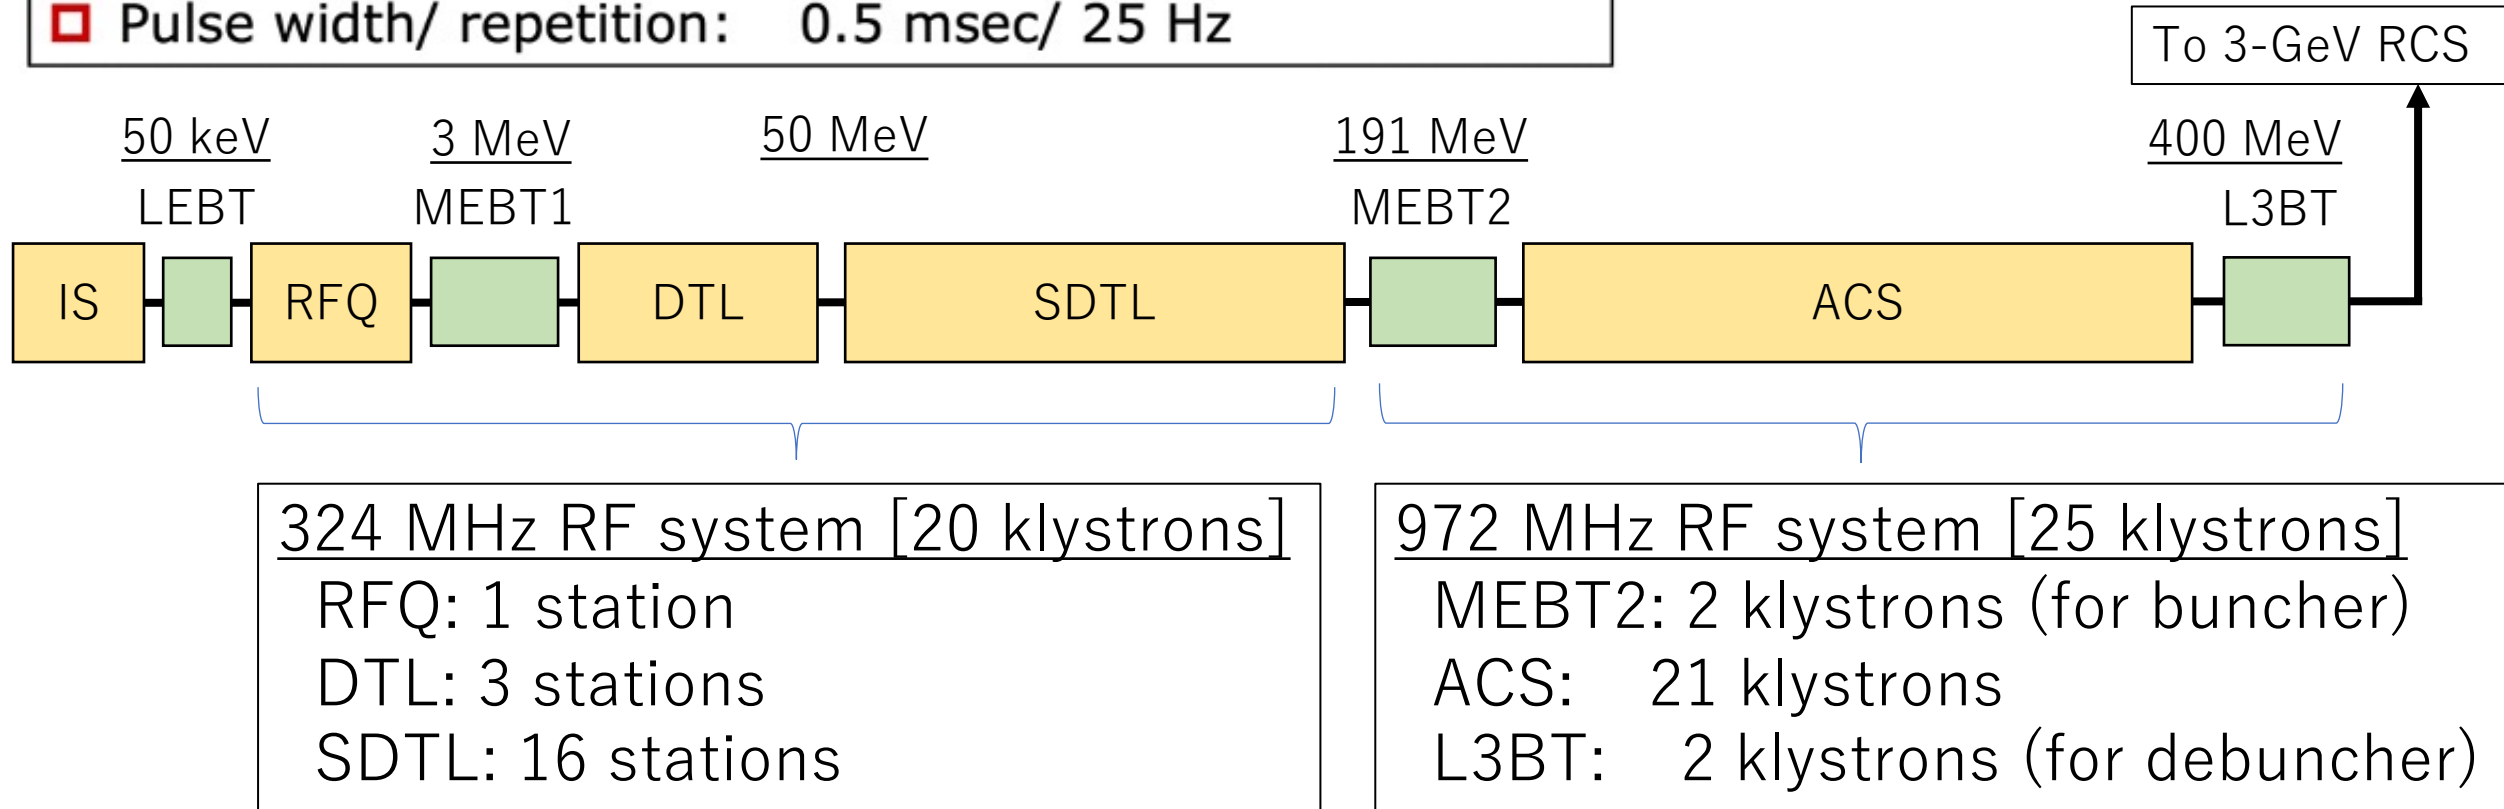 Pulse width/ repetition: 0.5 msec/ 25 Hz
To 3-GeV RCS
50 keV
3 MeV
50 MeV
191 MeV
400 MeV
LEBT
MEBT1
MEBT2
L3BT
IS
RFQ
DTL
SDTL
ACS
324 MHz RF system [20 klystrons]
RFQ: 1 station
DTL: 3 stations
SDTL: 16 stations
972 MHz RF system [25 klystrons]
MEBT2: 2 klystrons (for buncher)
ACS: 21 klystrons
L3BT: 2 klystrons (for debuncher)